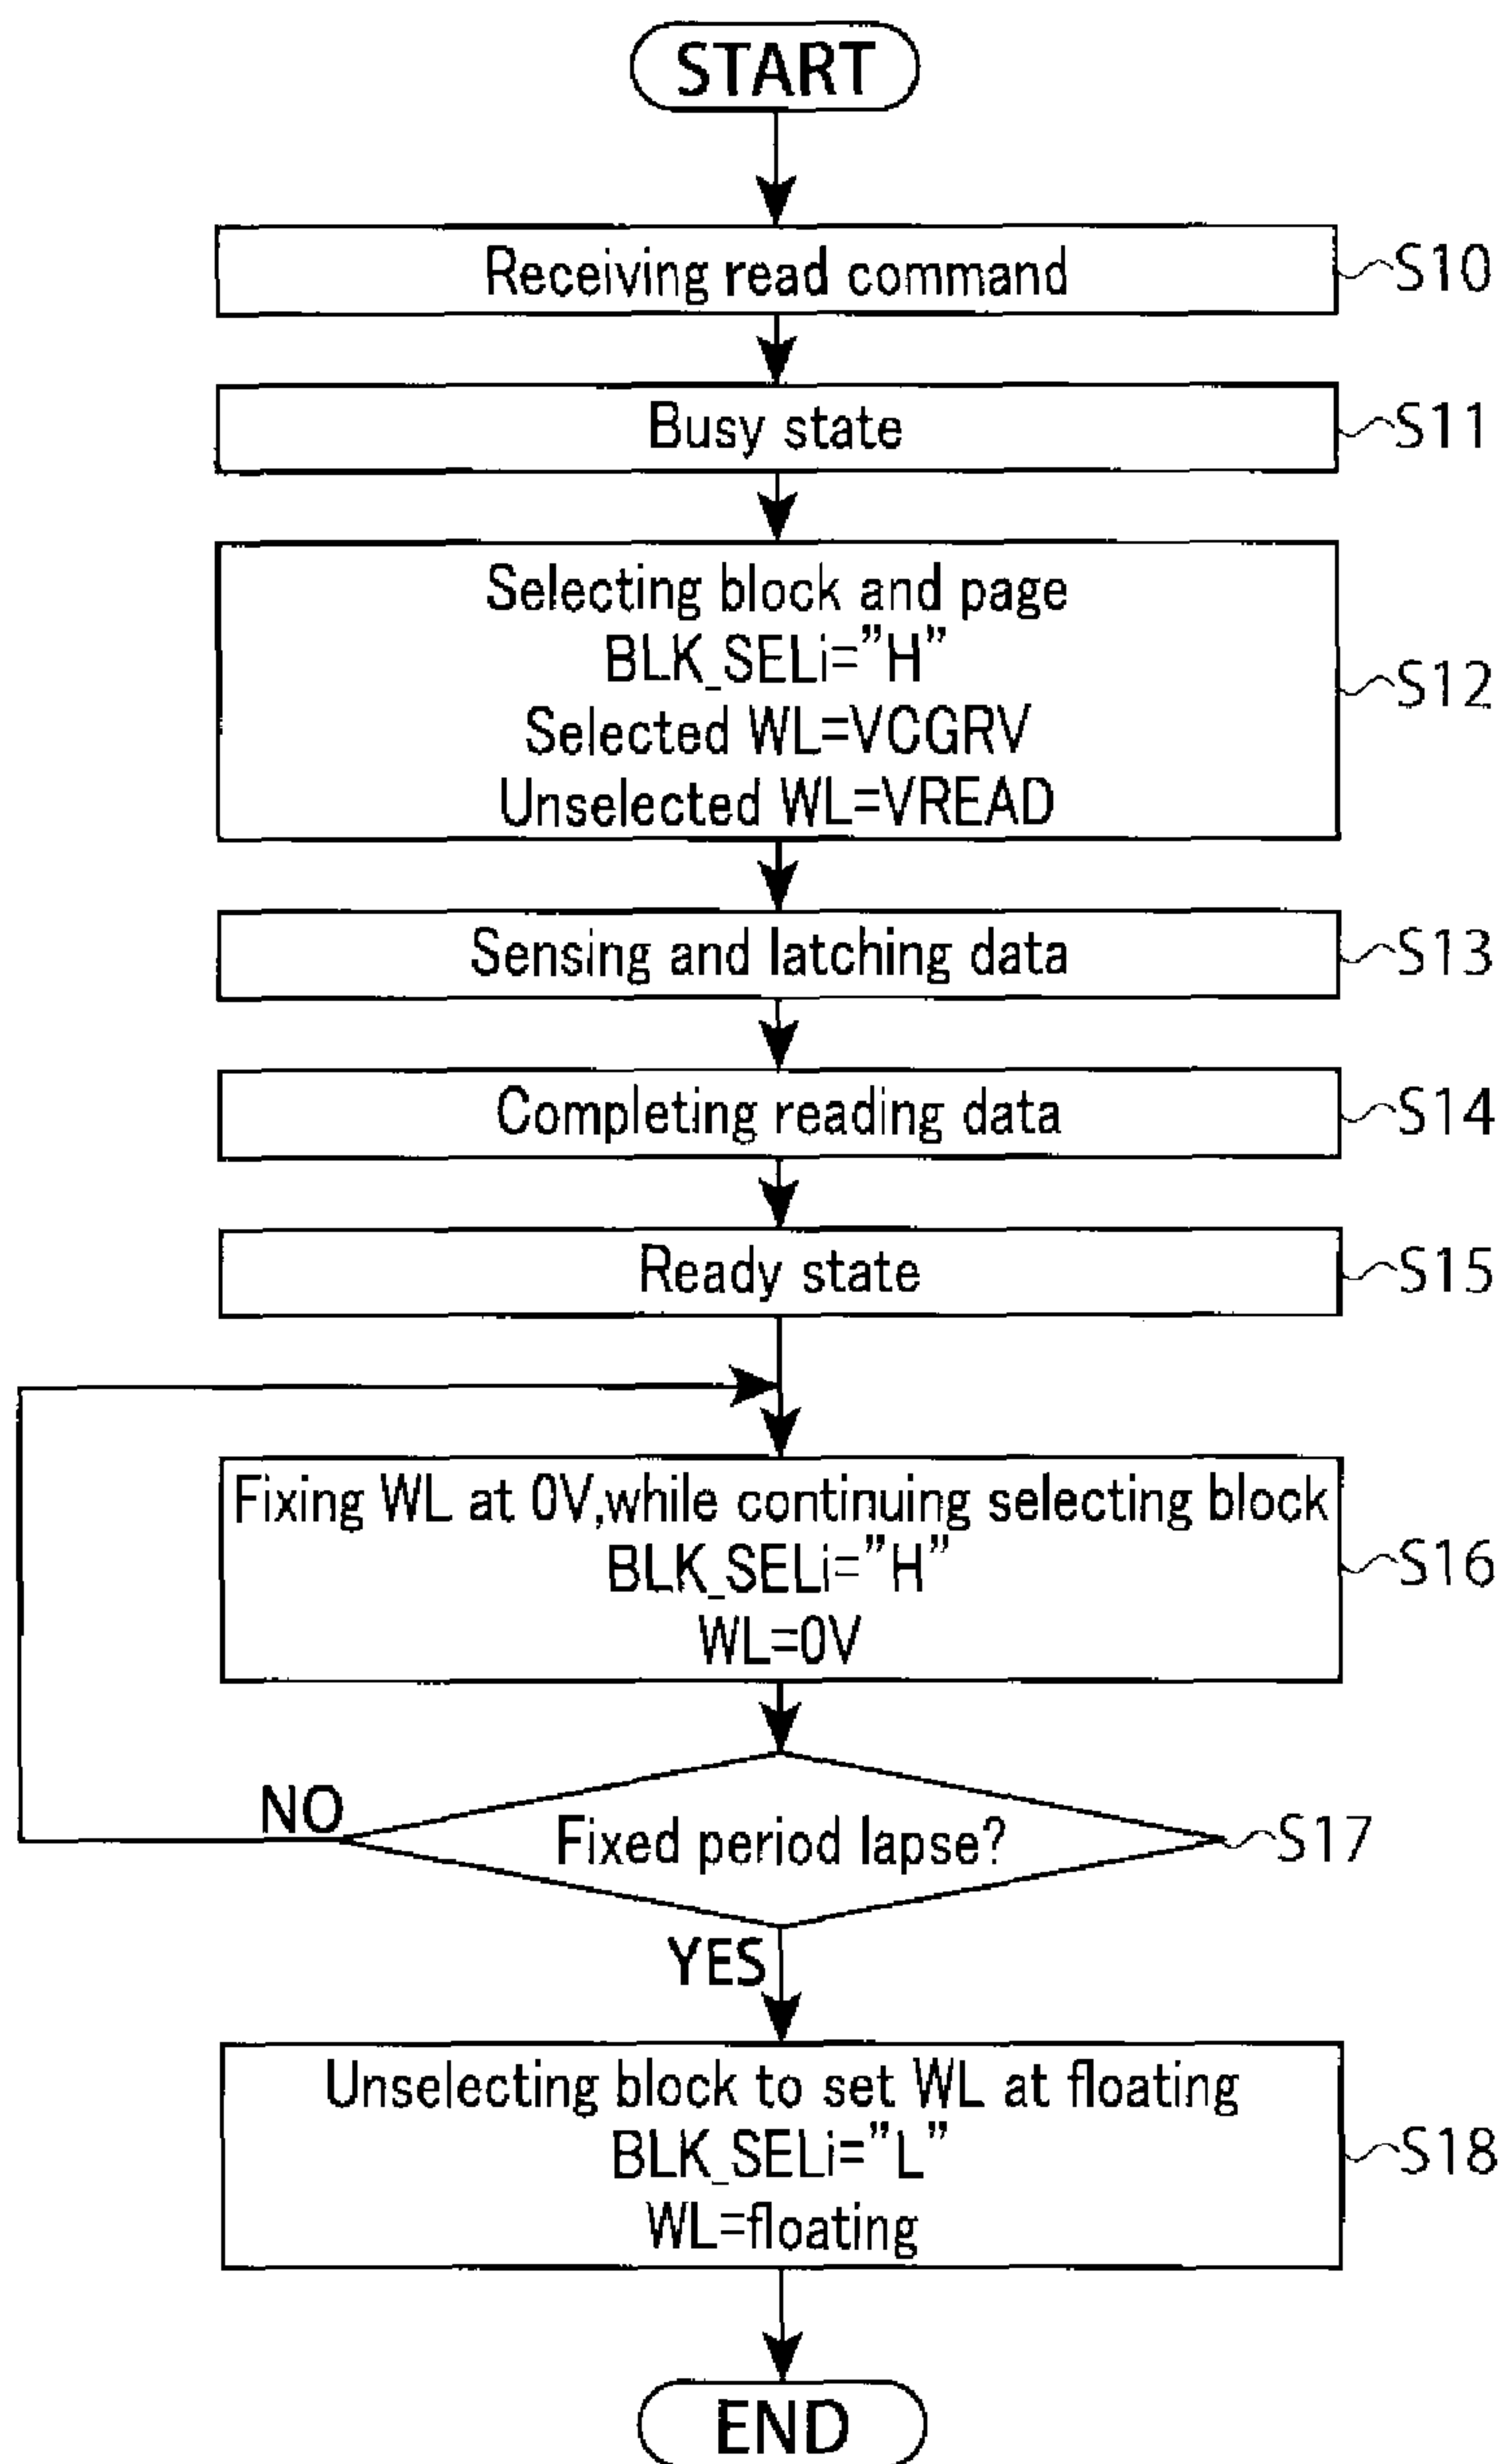 START
Receiving read command
S10
Busy state
S11
Selecting block and page
BLK_SELi="H"
Selected WL=VCGRV
Unselected WL=VREAD
S12
Sensing and latching data
S13
Completing reading data
S14
Ready state
S15
Fixing WL at 0V,while continuing selecting block
BLK_SELi="H"
WL=0V
S16
NO
Fixed period lapse?
S17
YES
Unselecting block to set WL at floating
BLK_SELi="L"
WL=floating
S18
END